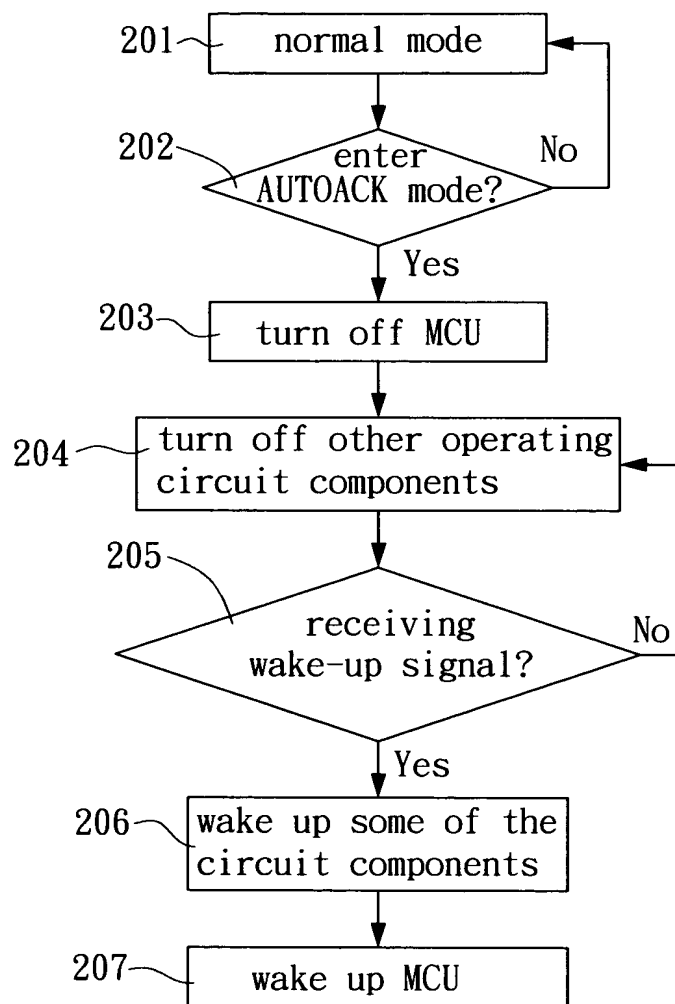 201
normal mode
202
enter
AUTOACK mode?
No
Yes
203
turn off MCU
204
turn off other operating
circuit components
205
receiving
wake-up signal?
No
Yes
206
wake up some of the
circuit components
207
wake up MCU